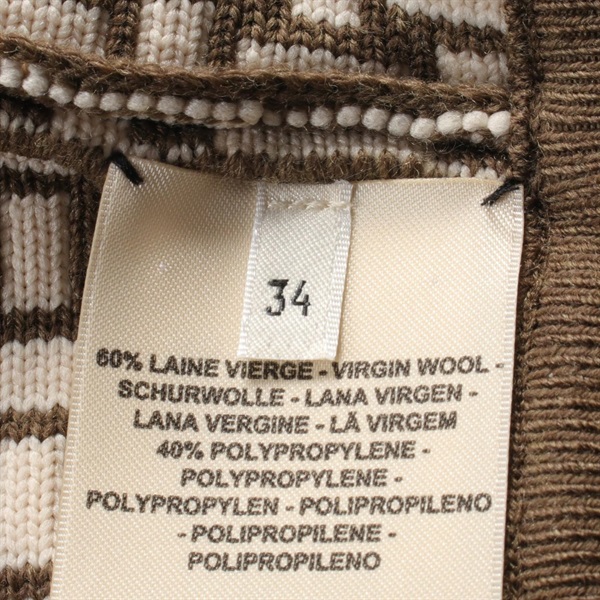 34
60% LAINE VIERGE - VIRGIN WOOL -
SCHURWOLLE - LANA VIRGEN -
LANA VERGINE - LÃ VIRGEM
40% POLYPROPYLENE -
POLYPROPYLENE -
POLYPROPYLEN - POLIPROPILENO
- POLIPROPILENE -
POLIPROPILENO